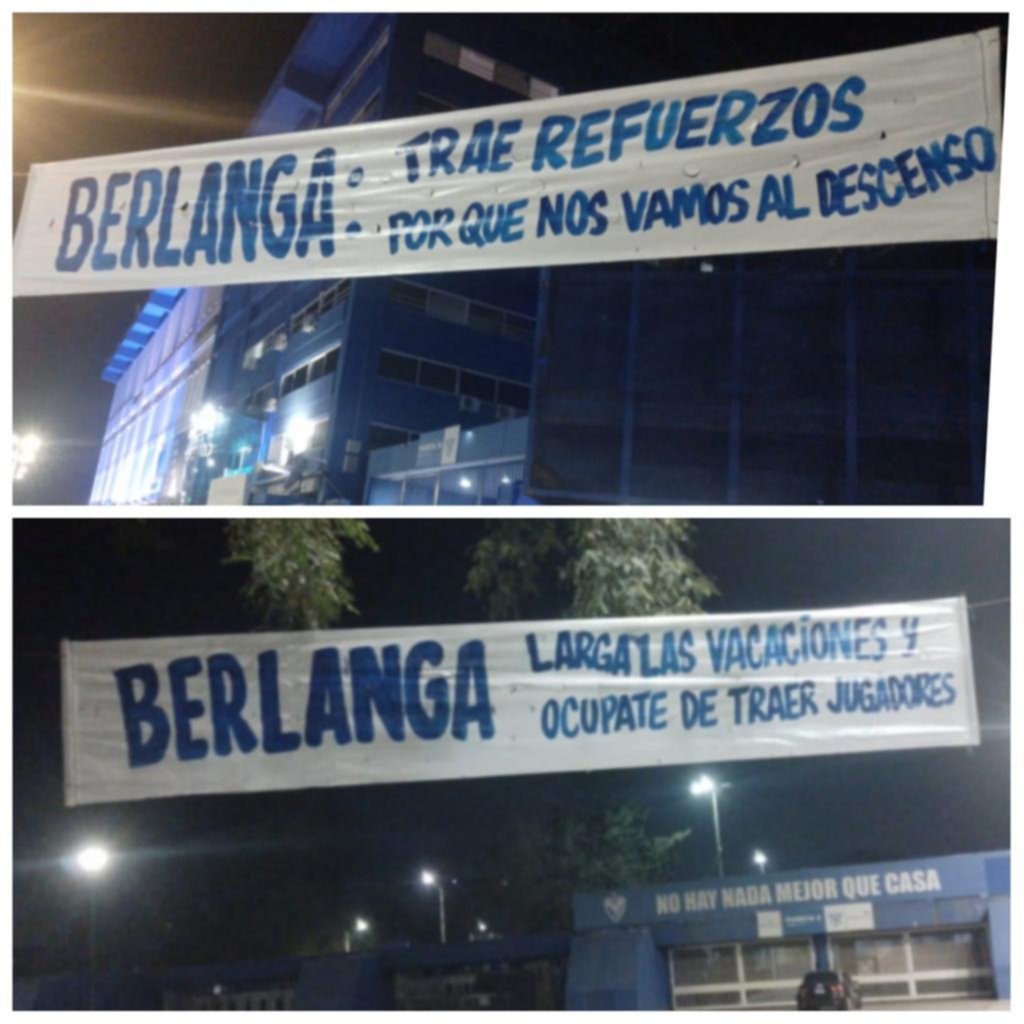 BERLANGA: TRAE REFUERZOS
POR QUE NOS VAMOS AL DESCENSO
BERLANGA LARGA LAS VACACIONES Y
OCUPATE DE TRAER JUGADORES
NO HAY NADA MEJOR QUE CASA